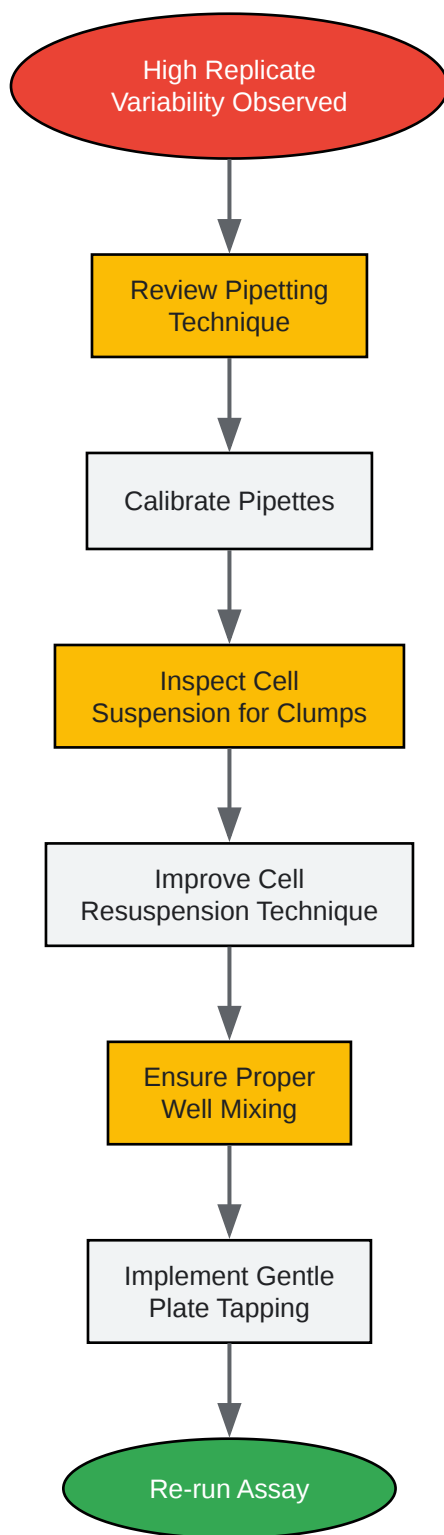 High Replicate
Variability Observed
Review Pipetting
Technique
Calibrate Pipettes
Inspect Cell
Suspension for Clumps
Improve Cell
Resuspension Technique
Ensure Proper
Well Mixing
Implement Gentle
Plate Tapping
Re-run Assay